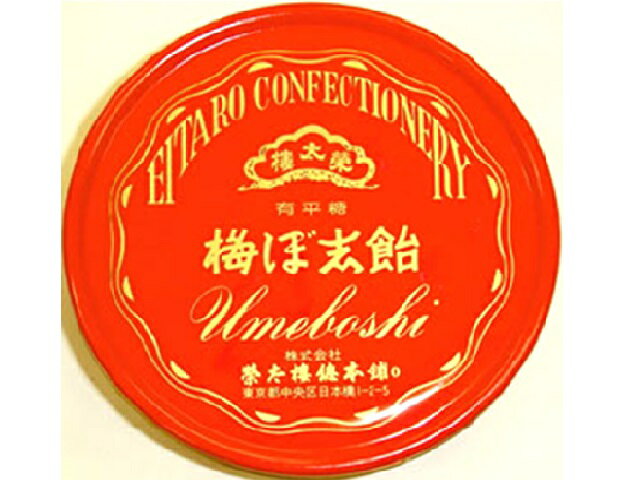 EITARO CONFECTIONERY
榮太樓
有平糖
梅ぼ志飴
Umeboshi
株式会社
榮太樓總本鋪
東京都中央区日本橋1-2-5